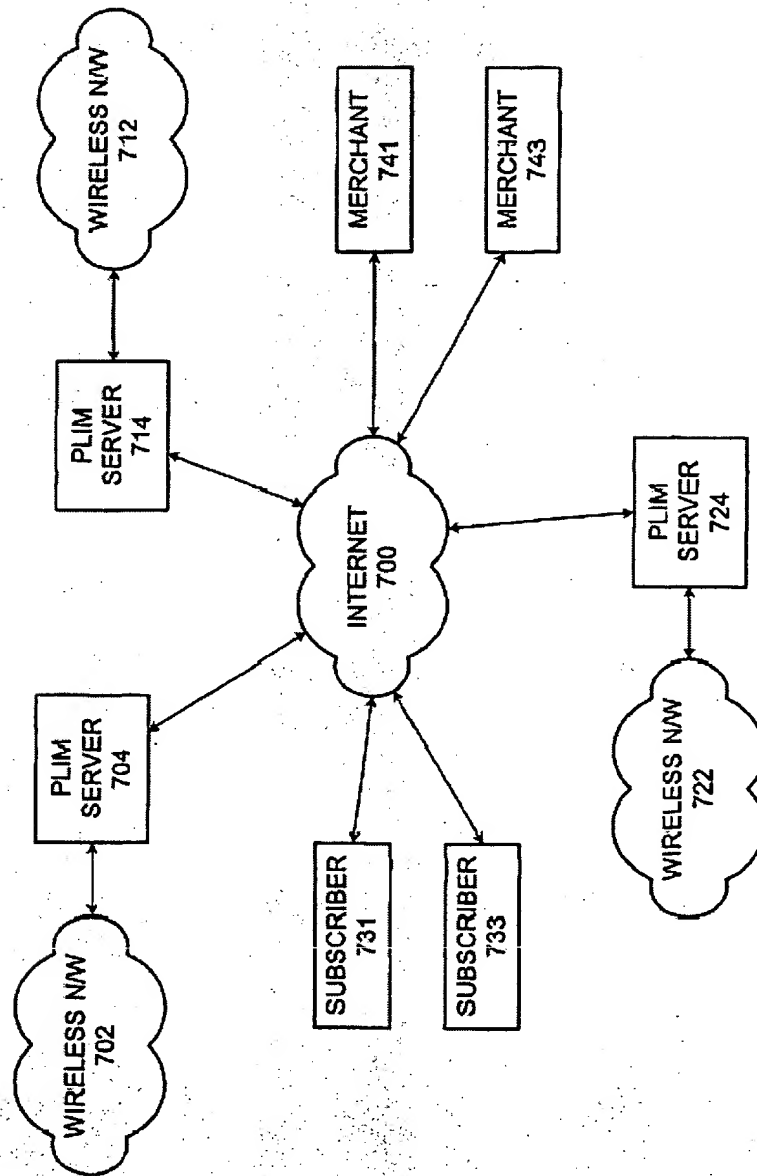 WIRELESS N/W
702
PLIM
SERVER
704
PLIM
SERVER
714
WIRELESS N/W
712
SUBSCRIBER
731
SUBSCRIBER
733
INTERNET
700
MERCHANT
741
MERCHANT
743
WIRELESS N/W
722
PLIM
SERVER
724